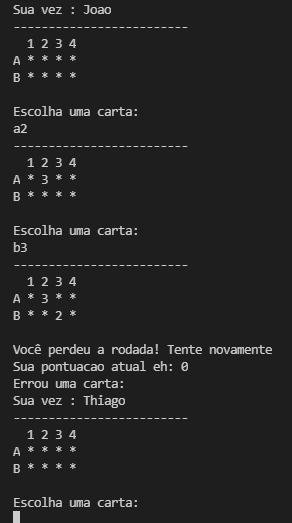 Sua vez : Joao
--------------------------
  1 2 3 4
A * * * *
B * * * *
Escolha uma carta:
a2
--------------------------
  1 2 3 4
A * 3 * *
B * * * *
Escolha uma carta:
b3
--------------------------
  1 2 3 4
A * 3 * *
B * * 2 *
Você perdeu a rodada! Tente novamente
Sua pontuacao atual eh: 0
Errou uma carta:
Sua vez : Thiago
--------------------------
  1 2 3 4
A * * * *
B * * * *
Escolha uma carta: